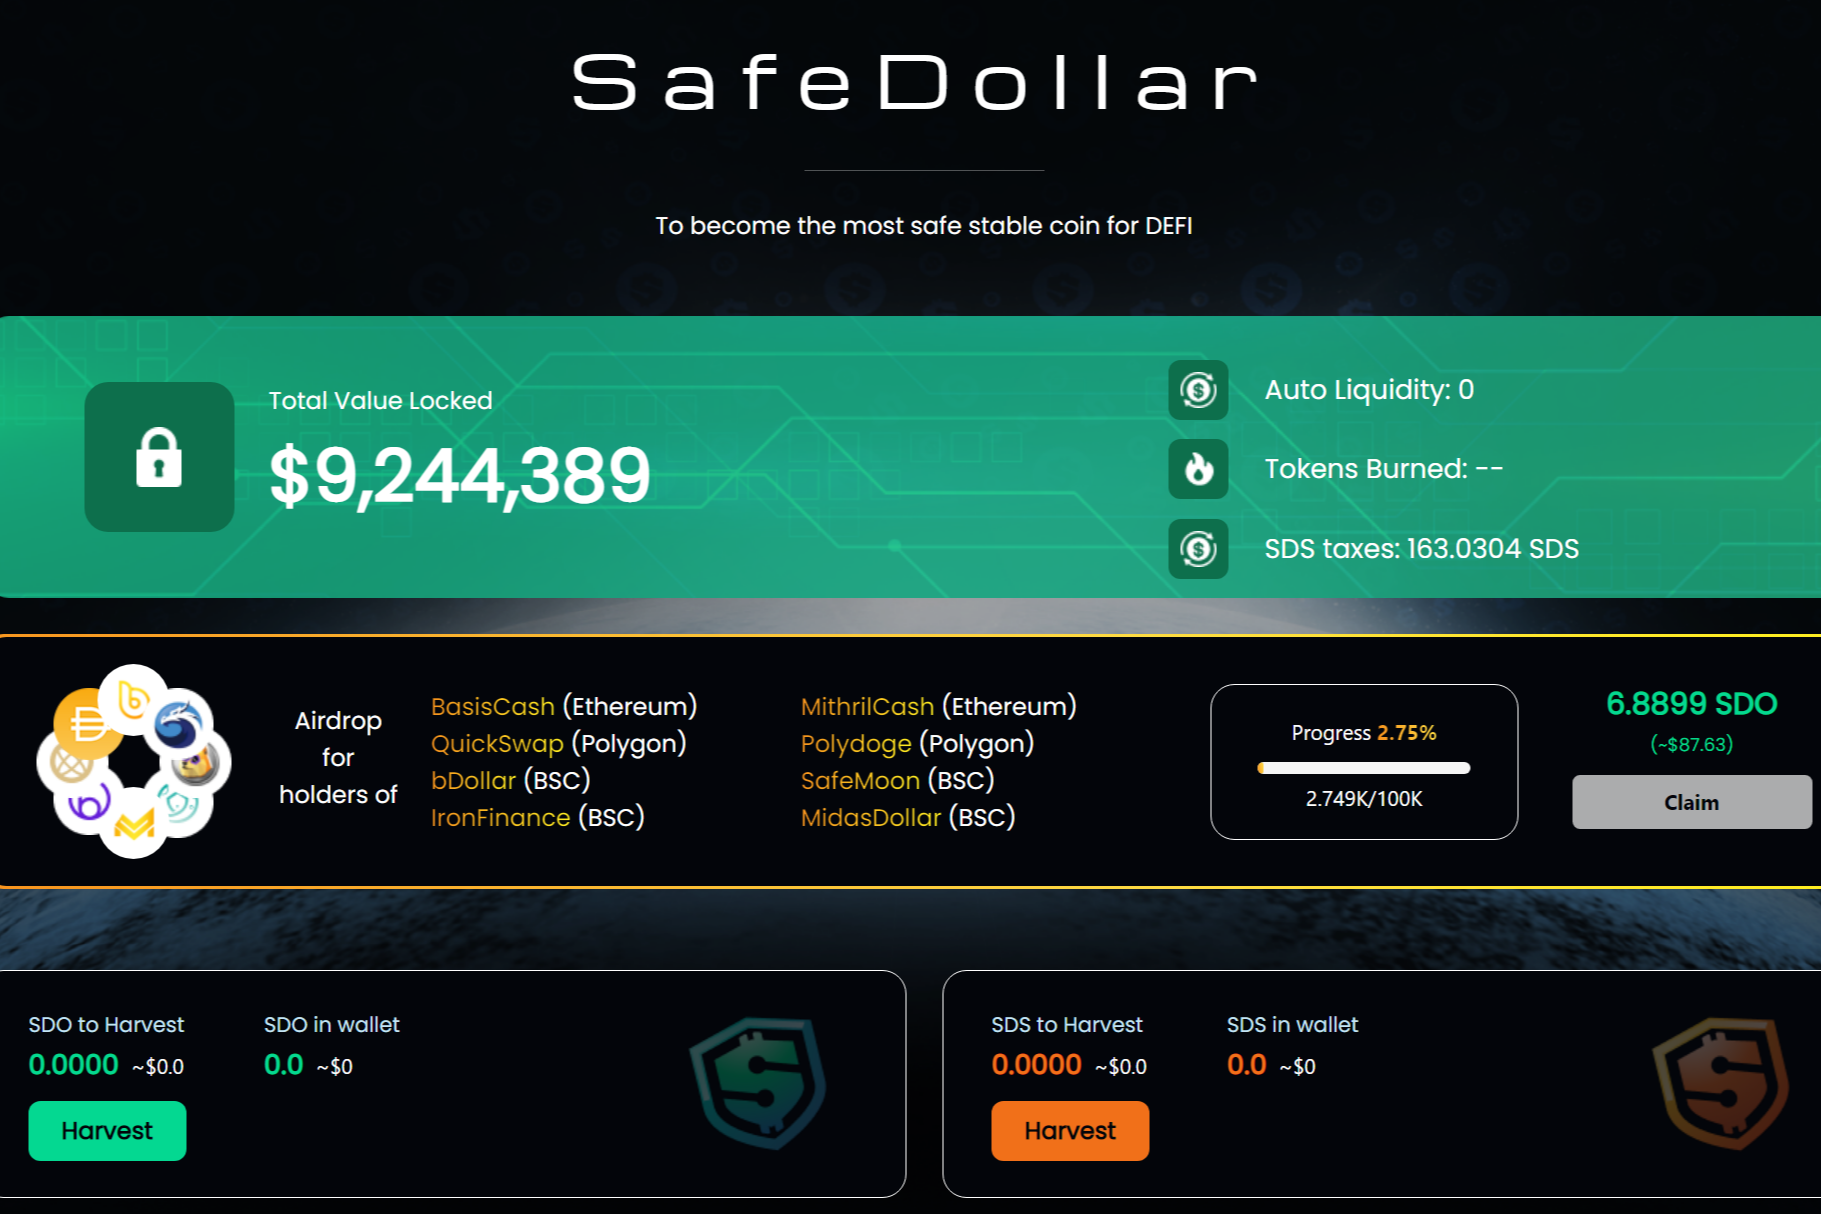 SafeDollar
To become the most safe stable coin for DEFI
Total Value Locked
$9,244,389
Auto Liquidity: 0
Tokens Burned: --
SDS taxes: 163.0304 SDS
Airdrop
for
holders of
BasisCash (Ethereum)
QuickSwap (Polygon)
bDollar (BSC)
IronFinance (BSC)
MithrilCash (Ethereum)
Polydoge (Polygon)
SafeMoon (BSC)
MidasDollar (BSC)
Progress 2.75%
2.749K/100K
6.8899 SDO
(~$87.63)
Claim
SDO to Harvest
0.0000 ~$0.0
Harvest
SDO in wallet
0.0 ~$0
SDS to Harvest
0.0000 ~$0.0
Harvest
SDS in wallet
0.0 ~$0